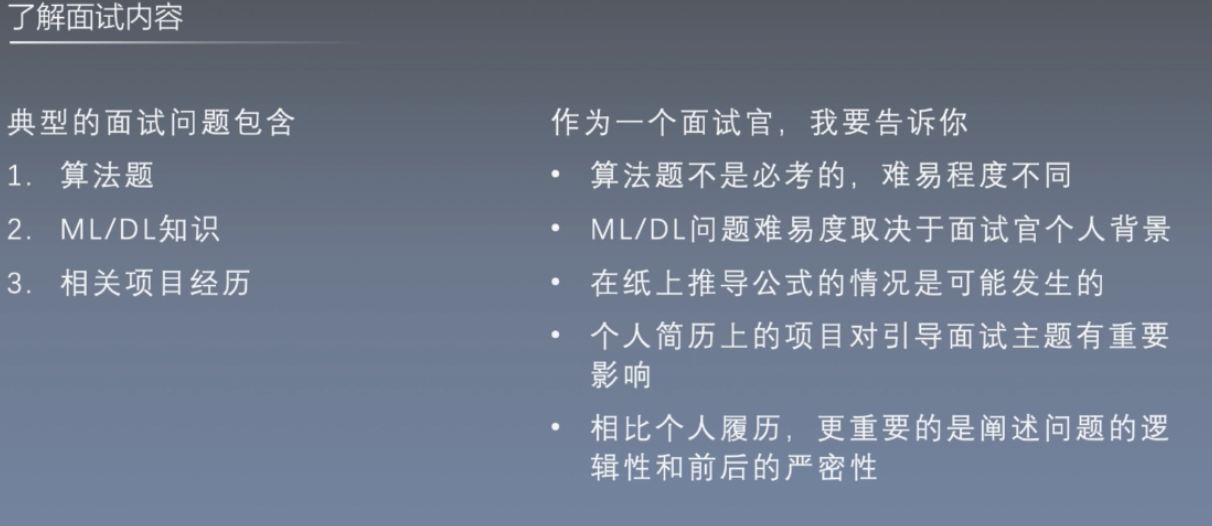 了解面试内容
典型的面试问题包含
1. 算法题
2. ML/DL知识
3. 相关项目经历
作为一个面试官，我要告诉你
• 算法题不是必考的，难易程度不同
• ML/DL问题难易度取决于面试官个人背景
• 在纸上推导公式的情况是可能发生的
• 个人简历上的项目对引导面试主题有重要
影响
• 相比个人履历，更重要的是阐述问题的逻
辑性和前后的严密性